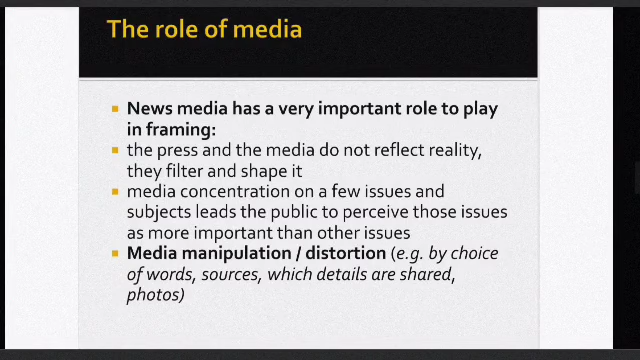 The role of media
News media has a very important role to play
in framing:
the press and the media do not reflect reality,
they filter and shape it
media concentration on a few issues and
subjects leads the public to perceive those issues
as more important than other issues
Media manipulation / distortion (e.g. by choice
of words, sources, which details are shared,
photos)